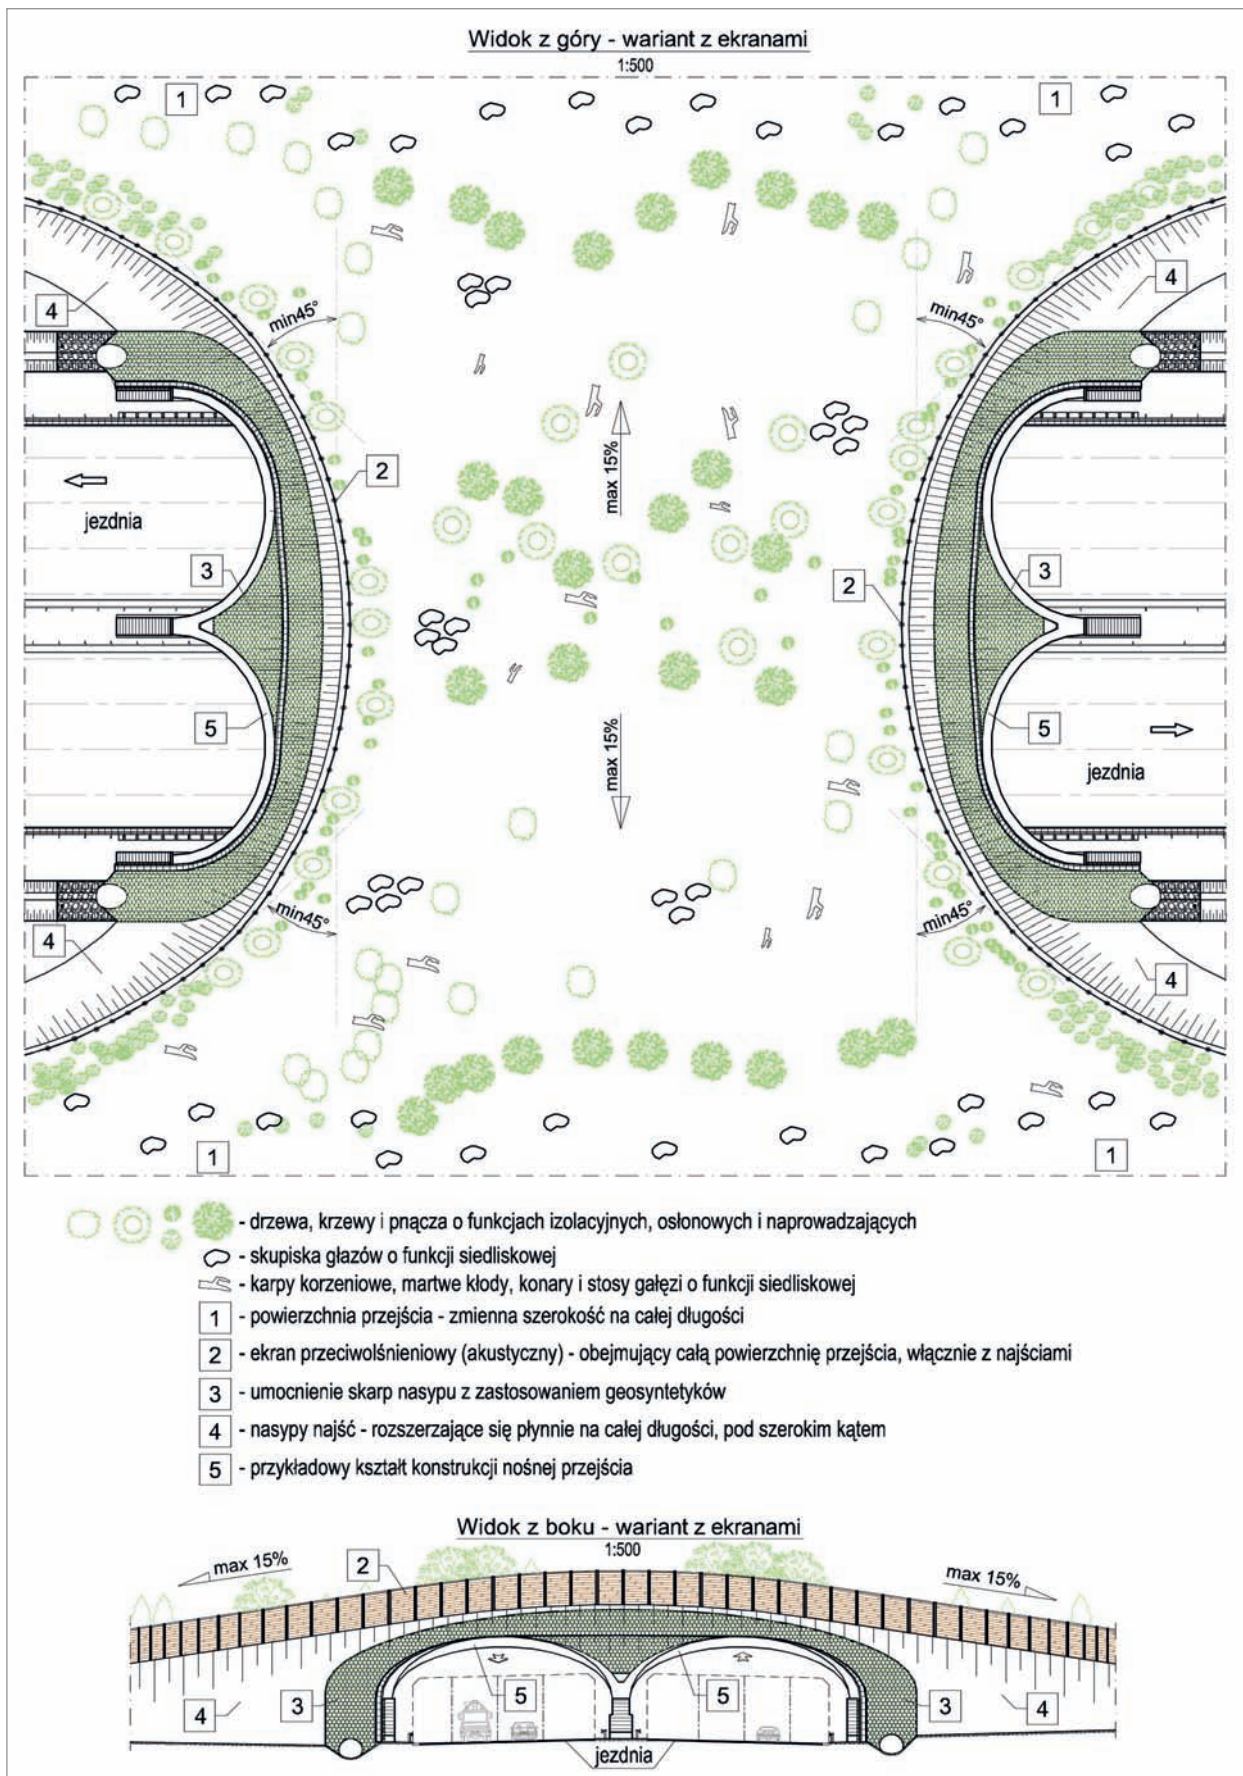 Widok z góry - wariant z ekranami
1:500
1
1
4
4
min45°
min45°
max 15%
2
jezdnia
3
3
2
5
5
max 15%
jezdnia
min45°
min45°
4
4
1
1
- drzewa, krzewy i pnącza o funkcjach izolacyjnych, osłonowych i naprowadzających
- skupiska głazów o funkcji siedliskowej
- karpy korzeniowe, martwe kłody, konary i stosy gałęzi o funkcji siedliskowej
1 - powierzchnia przejścia - zmienna szerokość na całej długości
2 - ekran przeciwolśnieniowy (akustyczny) - obejmujący całą powierzchnię przejścia, włącznie z najściami
3 - umocnienie skarp nasypu z zastosowaniem geosyntetyków
4 - nasypy najść - rozszerzające się płynnie na całej długości, pod szerokim kątem
5 - przykładowy kształt konstrukcji nośnej przejścia
Widok z boku - wariant z ekranami
1:500
max 15%
2
max 15%
4
3
5
5
3
4
jezdnia